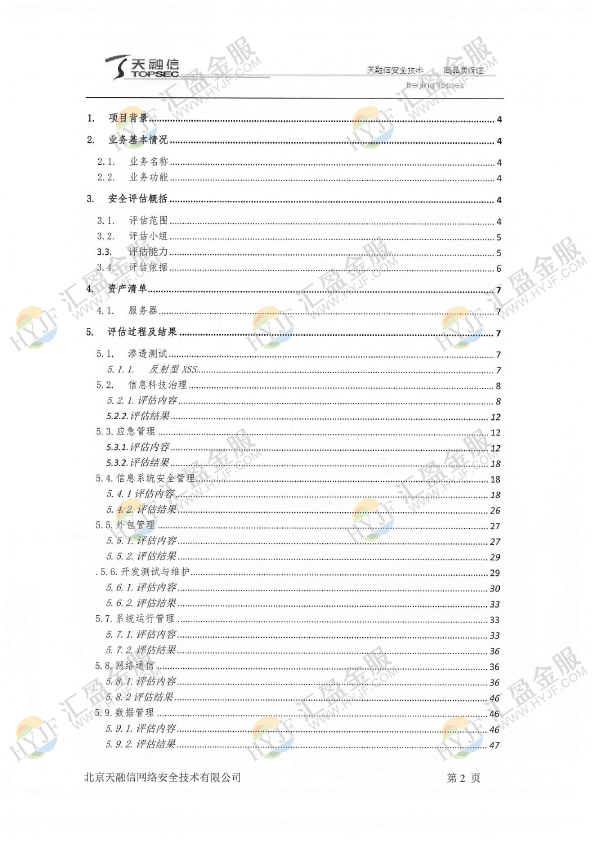 天融信
TOPSEC
天融信安全技术 高品质保证
Beijing Topsec
1. 项目背景 4
2. 业务基本情况 4
2.1. 业务名称 4
2.2. 业务功能 4
3. 安全评估概括 4
3.1. 评估范围 4
3.2. 评估小组 5
3.3. 评估能力 5
3.4. 评估依据 6
4. 资产清单 7
4.1. 服务器 7
5. 评估过程及结果 7
5.1. 渗透测试 7
5.1.1. 反射型 XSS 7
5.2. 信息科技治理 8
5.2.1.评估内容 8
5.2.2.评估结果 12
5.3.应急管理 12
5.3.1.评估内容 12
5.3.2.评估结果 18
5.4.信息系统安全管理 18
5.4.1 评估内容 18
5.4.2.评估结果 26
5.5.外包管理 27
5.5.1.评估内容 27
5.5.2.评估结果 29
.5.6.开发测试与维护 29
5.6.1.评估内容 30
5.6.2.评估结果 33
5.7.系统运行管理 33
5.7.1.评估内容 33
5.7.2.评估结果 36
5.8.网络通信 36
5.8.1.评估内容 36
5.8.2 评估结果 46
5.9.数据管理 46
5.9.1.评估内容 46
5.9.2.评估结果 47
北京天融信网络安全技术有限公司 第 2 页
汇盈金服
WWW.HYJF.COM
HYJF